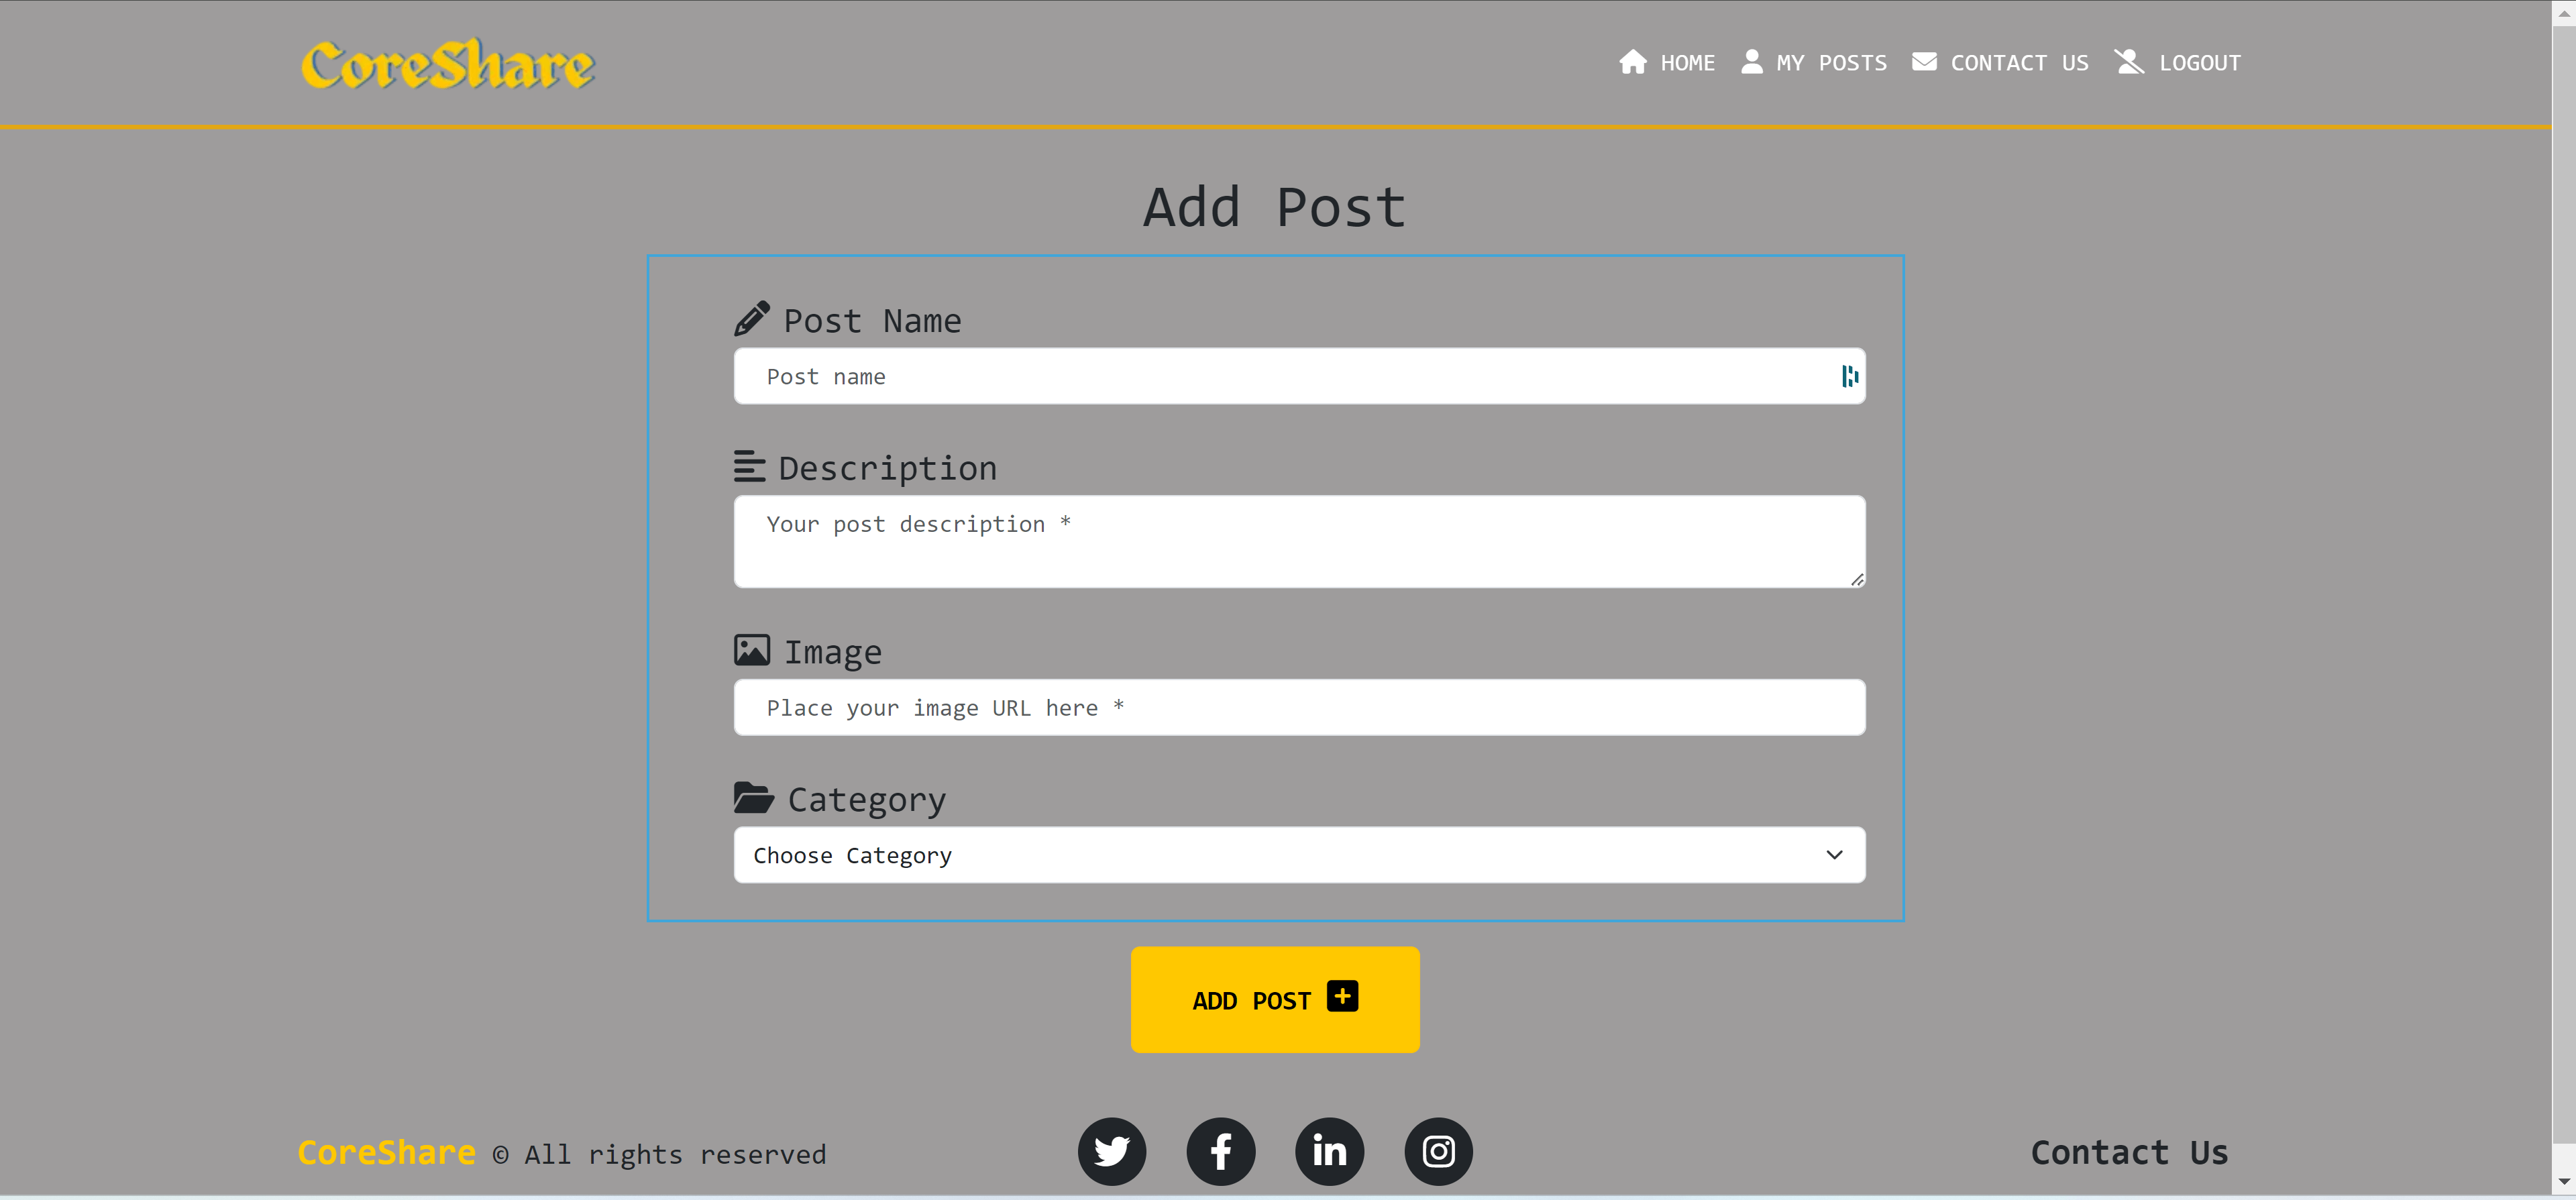 CoreShare
HOME MY POSTS CONTACT US LOGOUT
Add Post
Post Name
Post name
Description
Your post description *
Image
Place your image URL here *
Category
Choose Category
ADD POST
CoreShare © All rights reserved
Contact Us